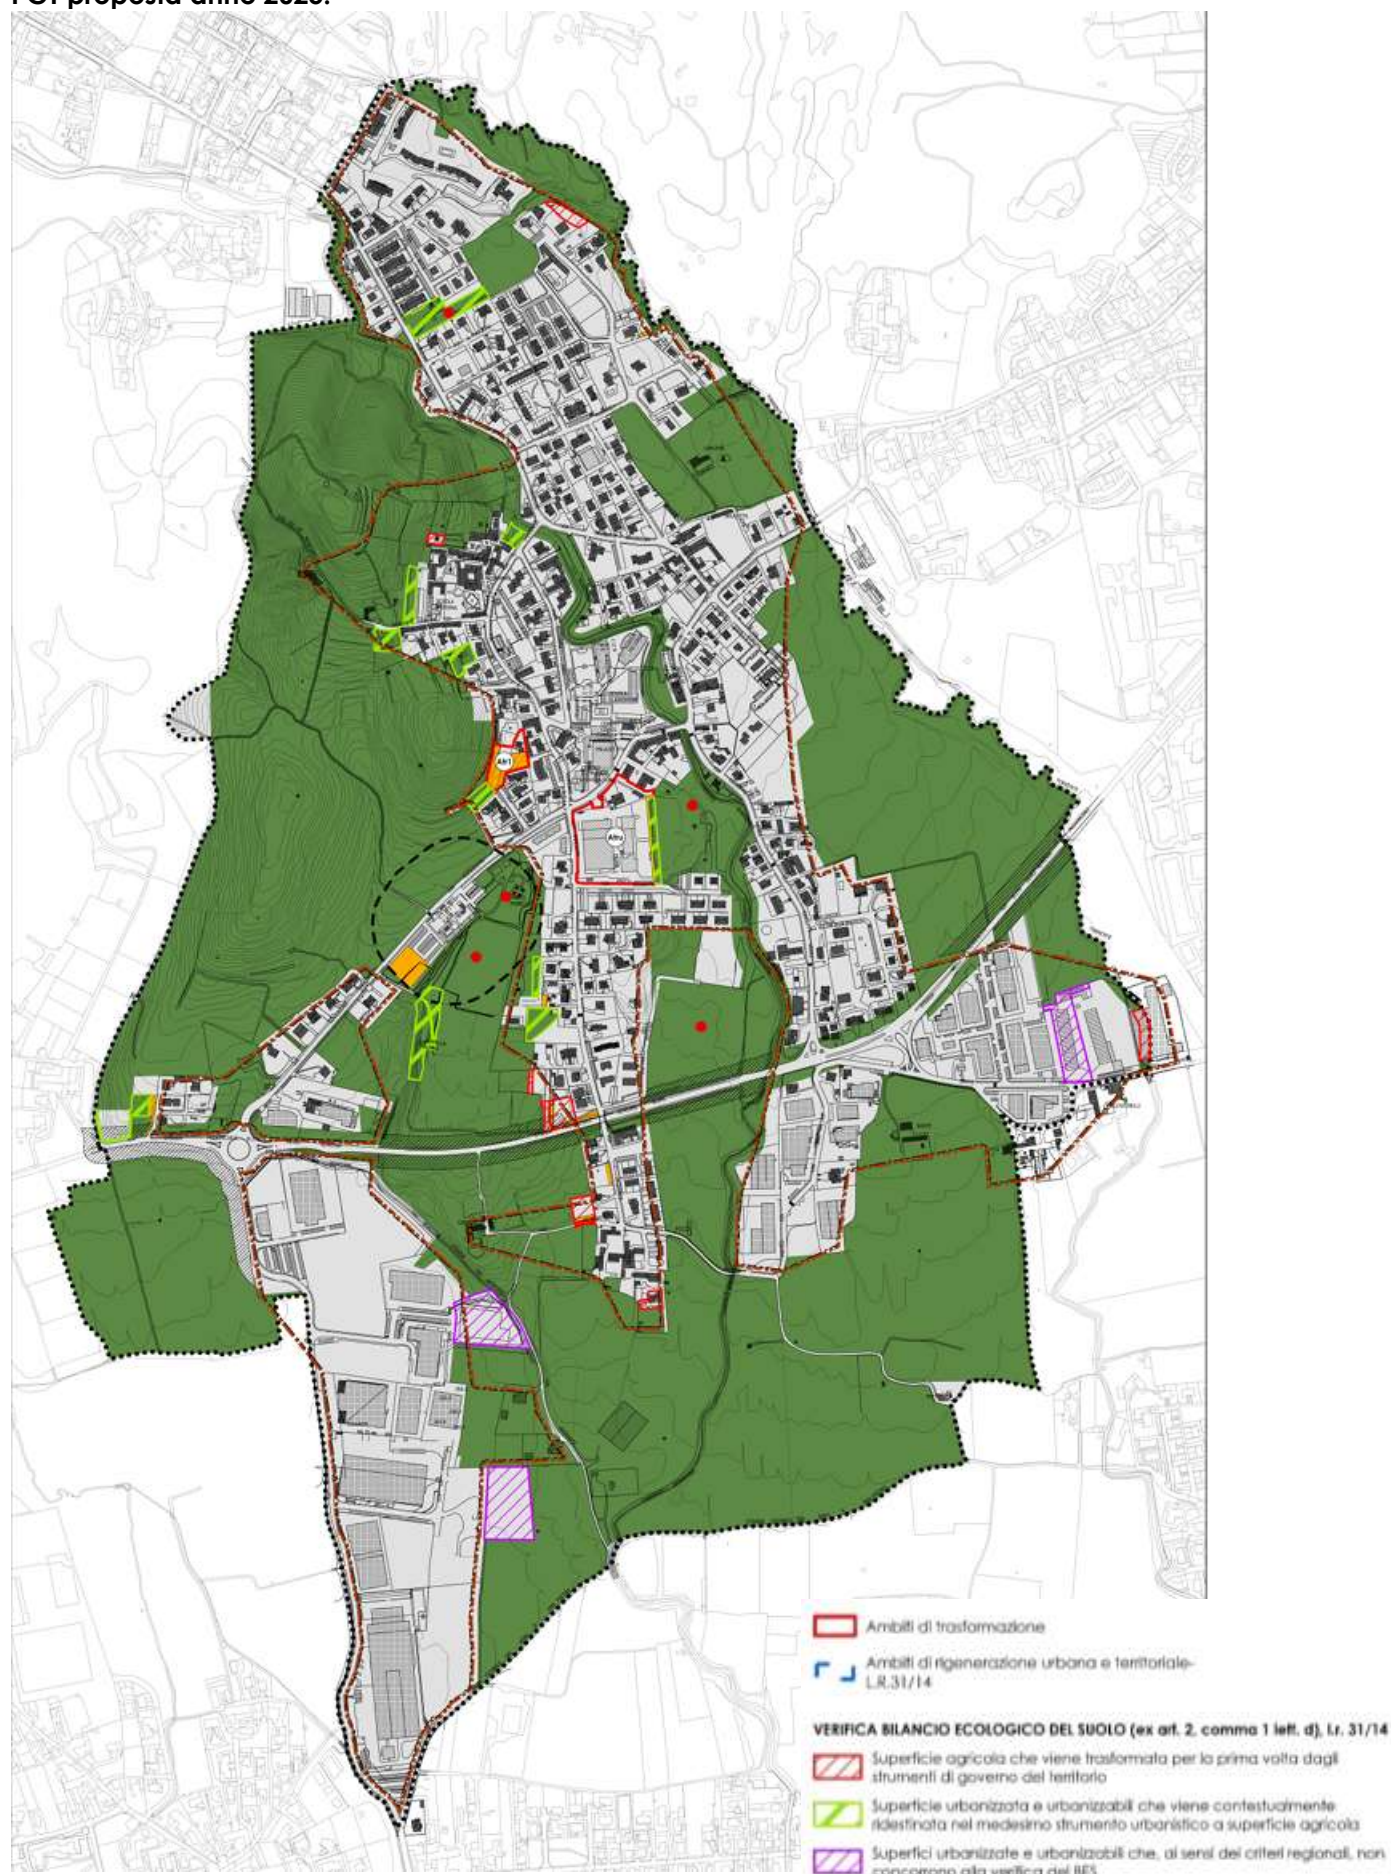 PGT proposta anno 2023:
Atr1
Atru
Ambiti di trasformazione
Ambiti di rigenerazione urbana e territoriale-
L.R.31/14
VERIFICA BILANCIO ECOLOGICO DEL SUOLO (ex art. 2, comma 1 lett. d), l.r. 31/14
Superficie agricola che viene trasformata per la prima volta dagli
strumenti di governo del territorio
Superficie urbanizzata e urbanizzabili che viene contestualmente
ridestinata nel medesimo strumento urbanistico a superficie agricola
Superfici urbanizzate e urbanizzabili che, ai sensi dei criteri regionali, non
concorrono alla verifica del BES